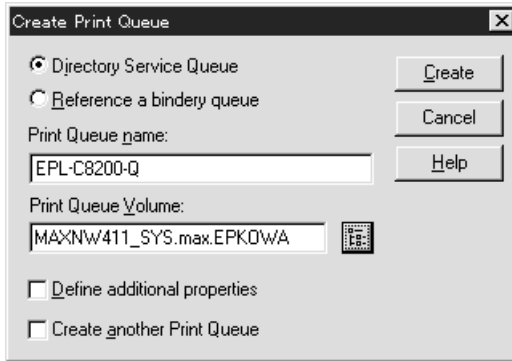 Create Print Queue
Directory Service Queue
Reference a bindery queue
Print Queue name:
EPL-C8200-Q
Print Queue Volume:
MAXNW411_SYS.max.EPKOWA
Define additional properties
Create another Print Queue
Create
Cancel
Help